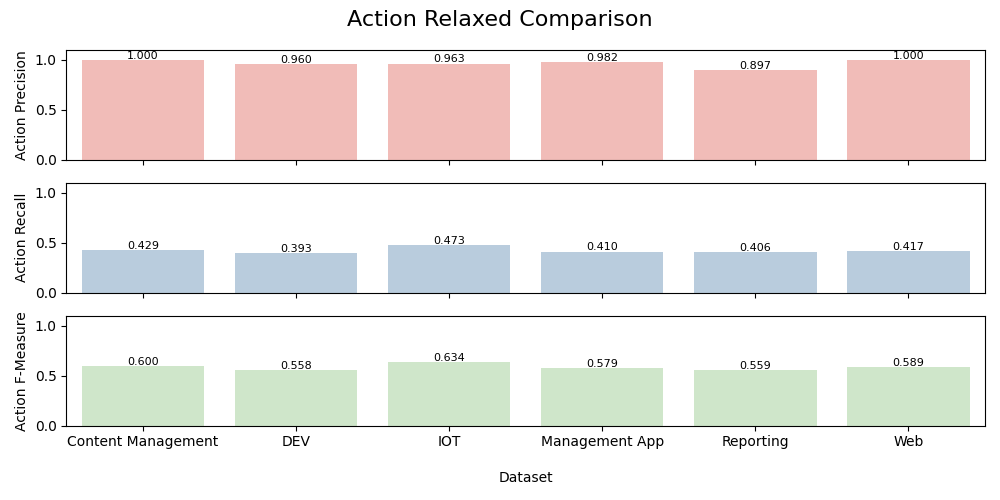 Action Relaxed Comparison
Action Precision
1.0
0.5
0.0
1.000
0.960
0.963
0.982
0.897
1.000
Action Recall
1.0
0.5
0.0
0.429
0.393
0.473
0.410
0.406
0.417
Action F-Measure
1.0
0.5
0.0
0.600
0.558
0.634
0.579
0.559
0.589
Content Management
DEV
IOT
Management App
Reporting
Web
Dataset